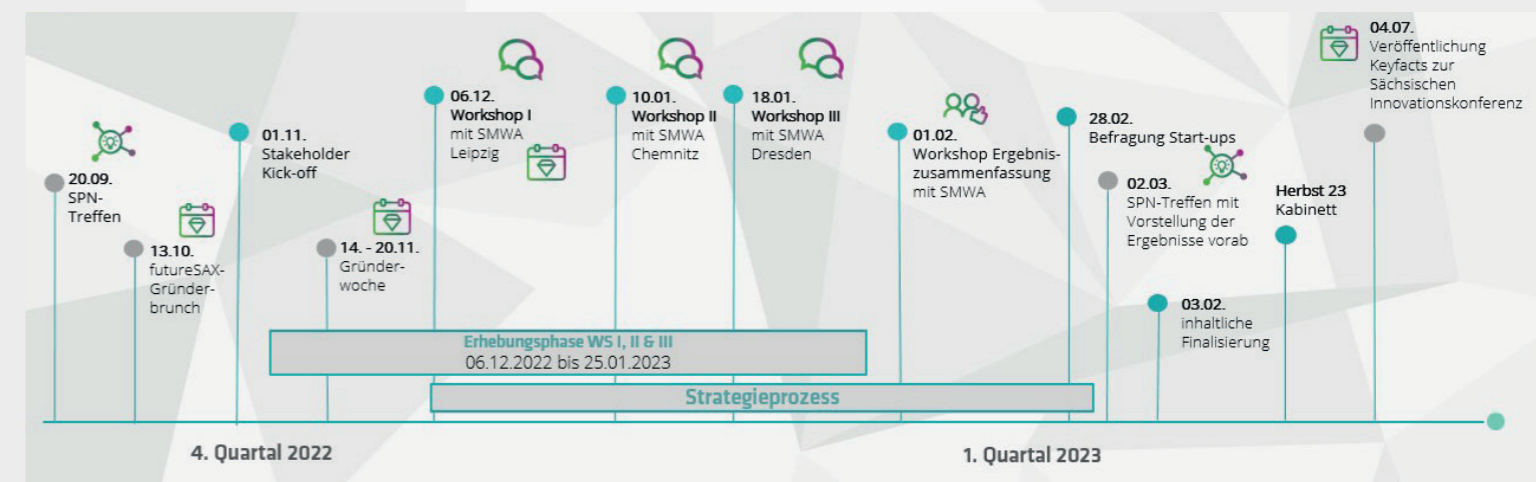 20.09.
SPN-
Treffen
13.10.
futureSAX-
Gründer-
brunch
01.11.
Stakeholder
Kick-off
14. - 20.11.
Gründer-
woche
06.12.
Workshop I
mit SMWA
Leipzig
10.01.
Workshop II
mit SMWA
Chemnitz
18.01.
Workshop III
mit SMWA
Dresden
01.02.
Workshop Ergebnis-
zusammenfassung
mit SMWA
28.02.
Befragung Start-ups
02.03.
SPN-Treffen mit
Vorstellung der
Ergebnisse vorab
03.02.
inhaltliche
Finalisierung
Herbst 23
Kabinett
04.07.
Veröffentlichung
Keyfacts zur
Sächsischen
Innovationskonferenz
Erhebungsphase WS I, II & III
06.12.2022 bis 25.01.2023
Strategieprozess
4. Quartal 2022
1. Quartal 2023